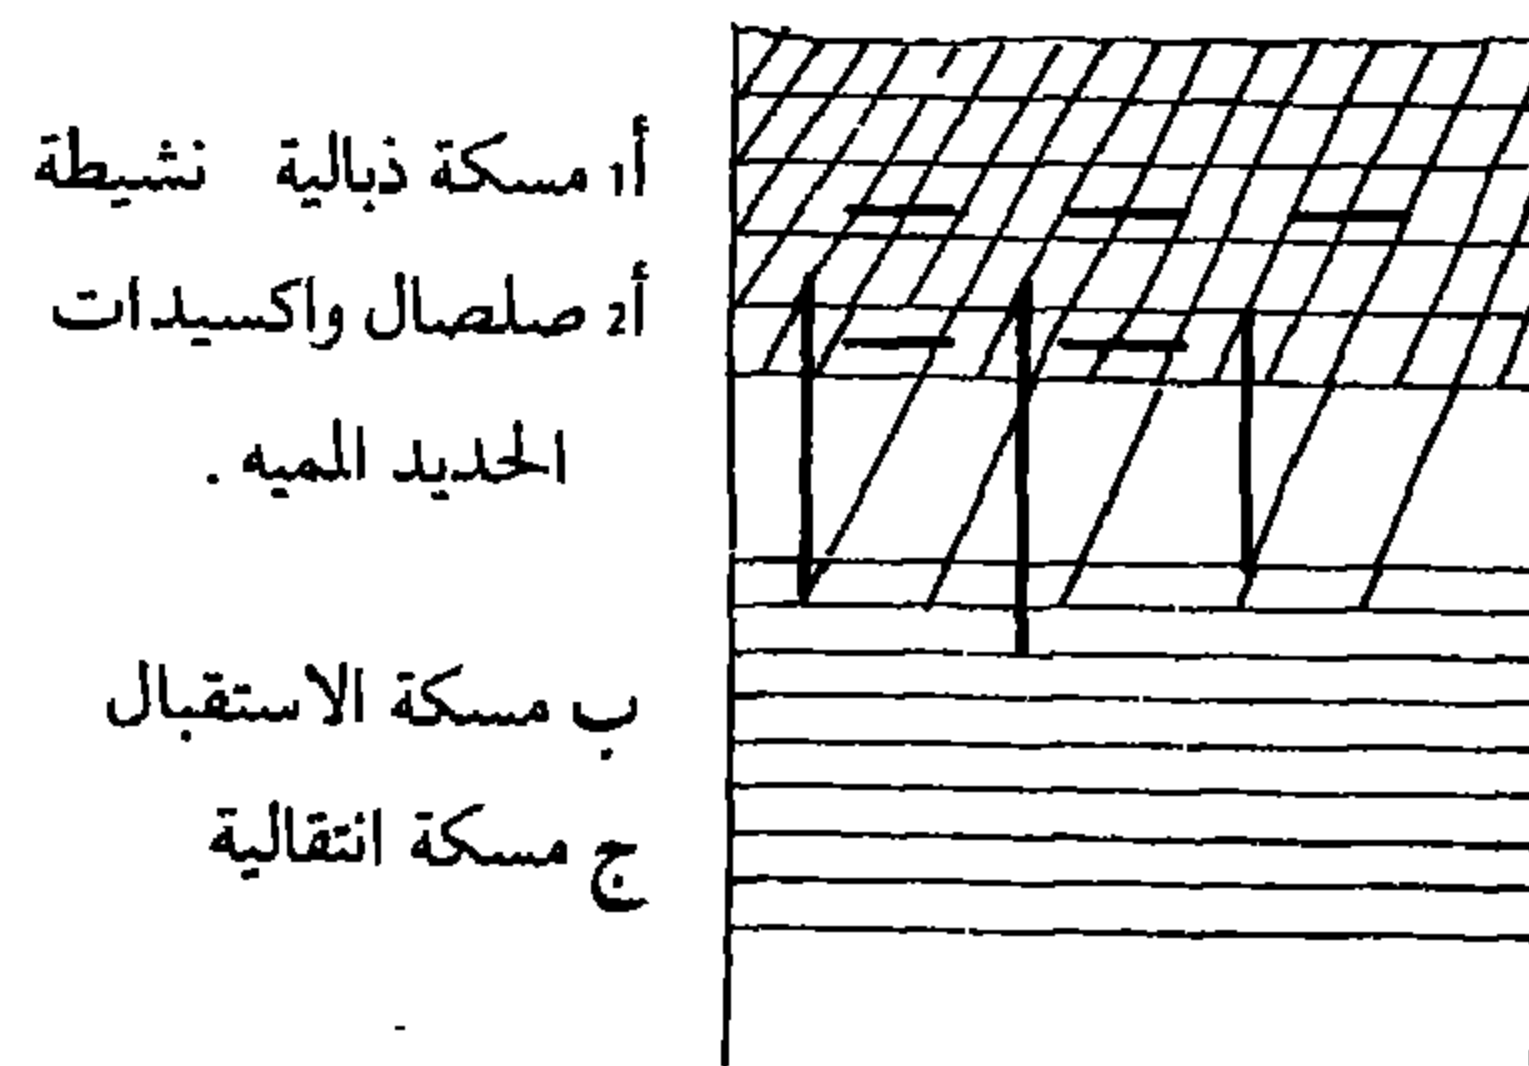 أ1 مسكة ذبالية نشيطة
أ2 صلصال واكسيدات
الحديد المميه .
ب مسكة الاستقبال
ج مسكة انتقالية